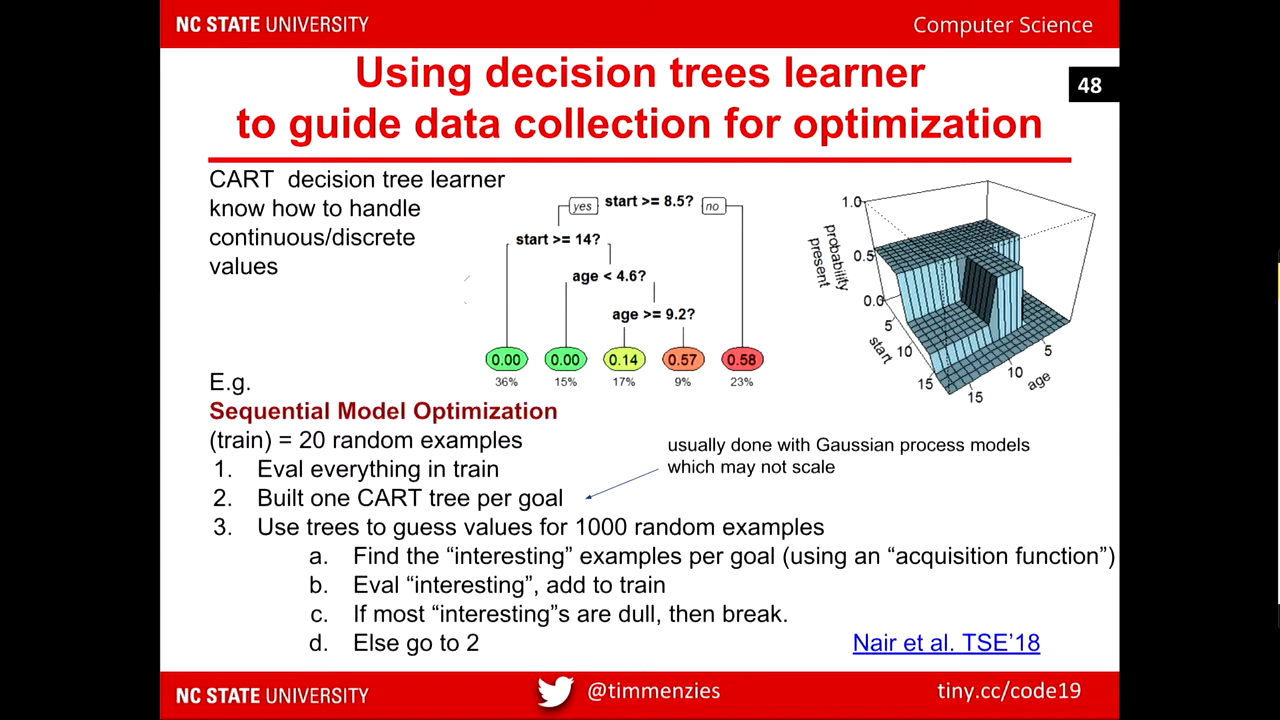 NC STATE UNIVERSITY
Computer Science
Using decision trees learner
to guide data collection for optimization
48
CART decision tree learner
know how to handle
continuous/discrete
values
yes start >= 8.5? no
start >= 14?
age < 4.6?
age >= 9.2?
0.00 0.00 0.14 0.57 0.58
36% 15% 17% 9% 23%
1.0
0.5
0.0
probability
present
5
10
15
start
5
10
15
age
E.g.
Sequential Model Optimization
(train) = 20 random examples
1. Eval everything in train
2. Built one CART tree per goal
usually done with Gaussian process models
which may not scale
3. Use trees to guess values for 1000 random examples
a. Find the “interesting” examples per goal (using an “acquisition function”)
b. Eval “interesting”, add to train
c. If most “interesting”s are dull, then break.
d. Else go to 2
Nair et al. TSE’18
NC STATE UNIVERSITY
@timmenzies
tiny.cc/code19